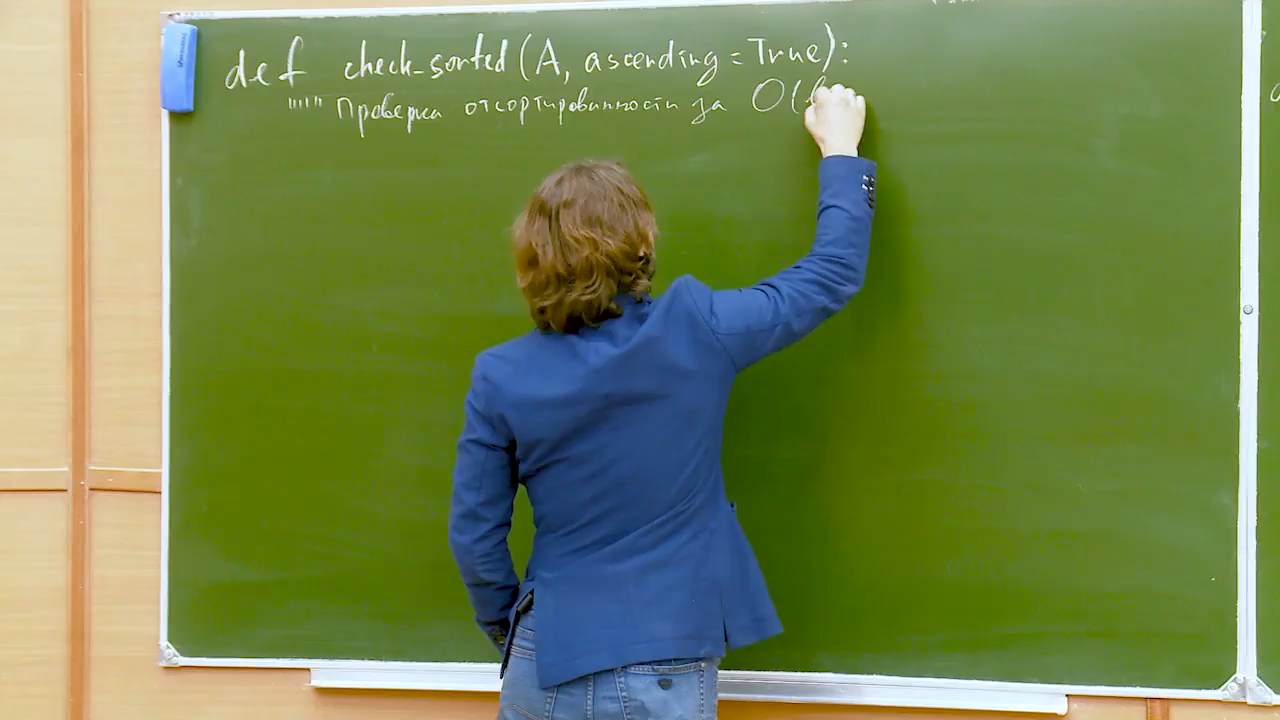 def check_sorted(A, ascending=True):
""" Проверка отсортированности за O(